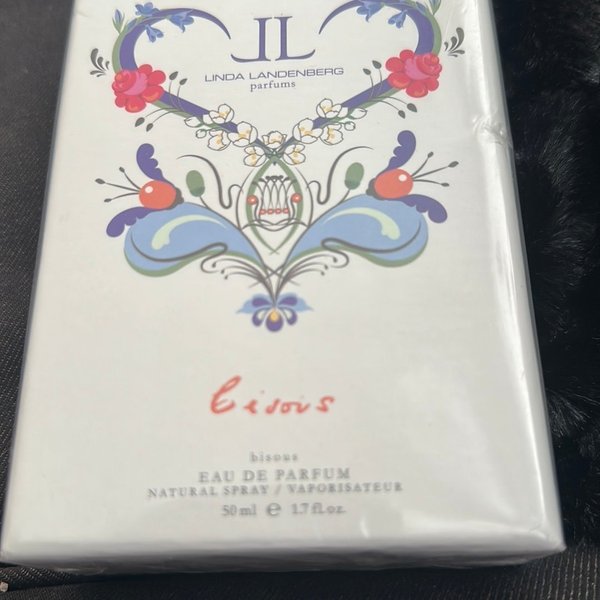 LL
LINDA LANDENBERG
parfums
bisous
bisous
EAU DE PARFUM
NATURAL SPRAY / VAPORISATEUR
50 ml e 1.7 fl.oz.